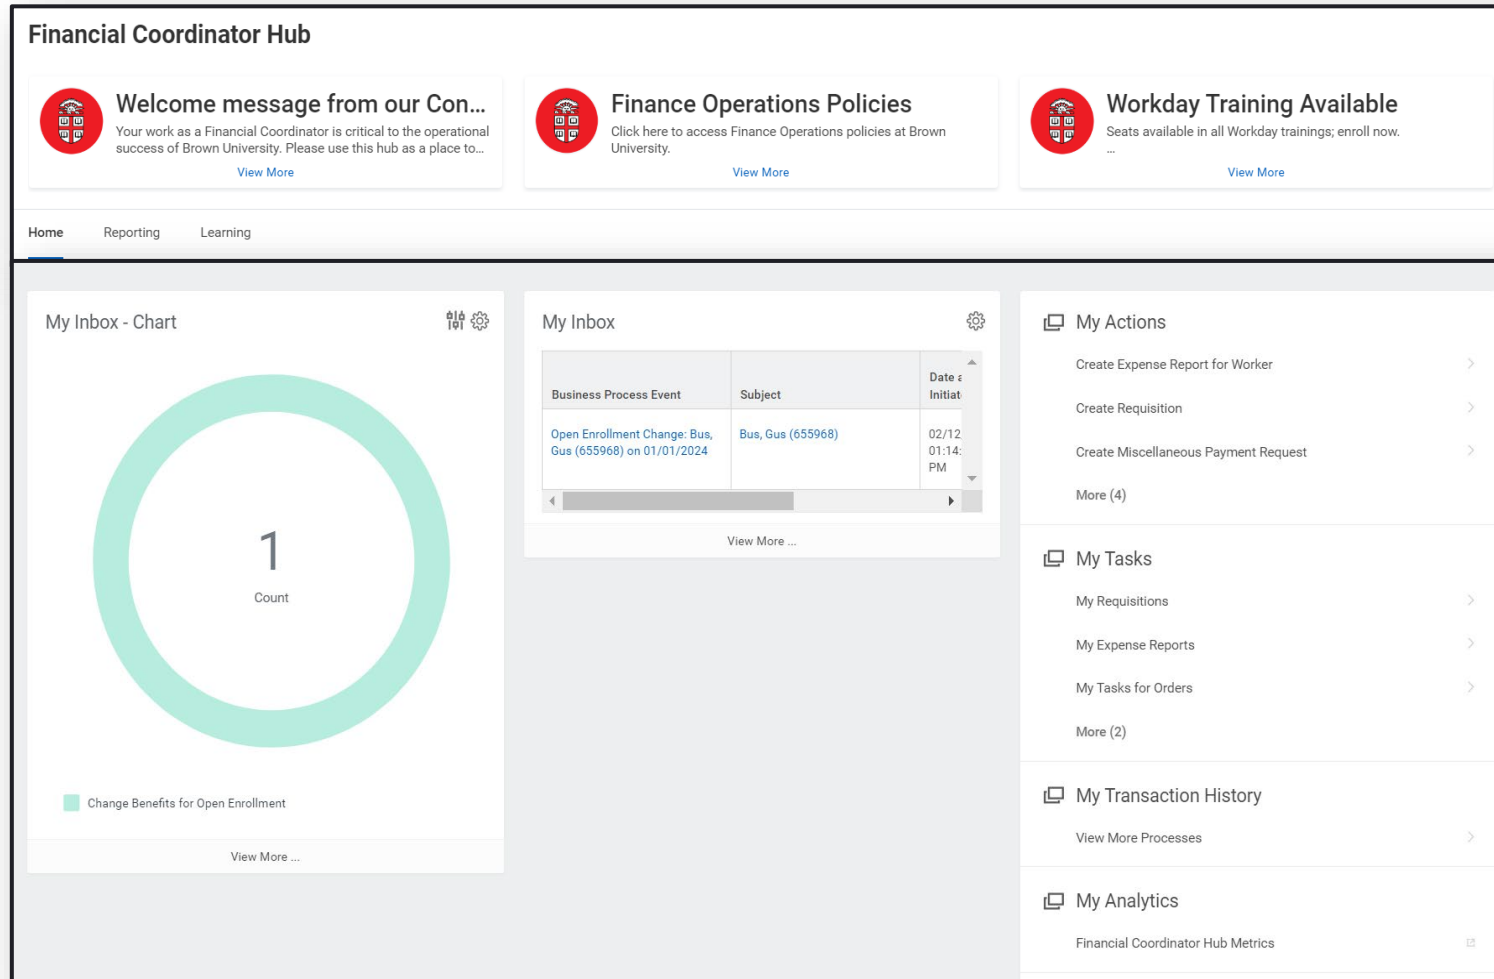 Financial Coordinator Hub
Welcome message from our Con...
Your work as a Financial Coordinator is critical to the operational
success of Brown University. Please use this hub as a place to...
View More
Finance Operations Policies
Click here to access Finance Operations policies at Brown
University.
View More
Workday Training Available
Seats available in all Workday trainings; enroll now.
...
View More
Home
Reporting
Learning
My Inbox - Chart
1
Count
Change Benefits for Open Enrollment
View More ...
My Inbox
Business Process Event
Subject
Date a
Initiat
Open Enrollment Change: Bus,
Gus (655968) on 01/01/2024
Bus, Gus (655968)
02/12
01:14:
PM
View More ...
My Actions
Create Expense Report for Worker
Create Requisition
Create Miscellaneous Payment Request
More (4)
My Tasks
My Requisitions
My Expense Reports
My Tasks for Orders
More (2)
My Transaction History
View More Processes
My Analytics
Financial Coordinator Hub Metrics